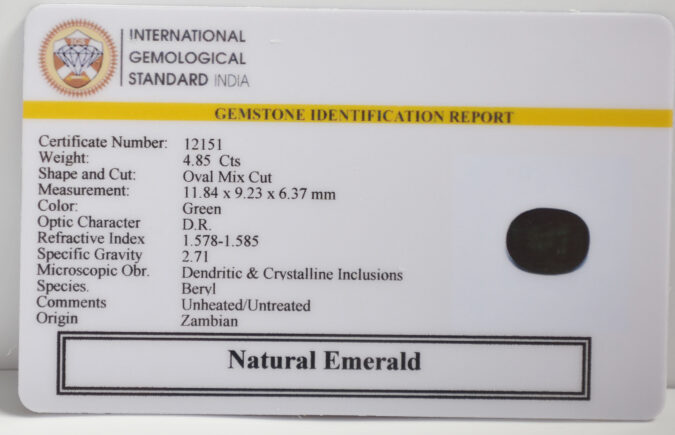 INTERNATIONAL
GEMOLOGICAL
STANDARD INDIA
GEMSTONE IDENTIFICATION REPORT
Certificate Number: 12151
Weight: 4.85 Cts
Shape and Cut: Oval Mix Cut
Measurement: 11.84 x 9.23 x 6.37 mm
Color: Green
Optic Character D.R.
Refractive Index 1.578-1.585
Specific Gravity 2.71
Microscopic Obr. Dendritic & Crystalline Inclusions
Species. Beryl
Comments Unheated/Untreated
Origin Zambian
Natural Emerald